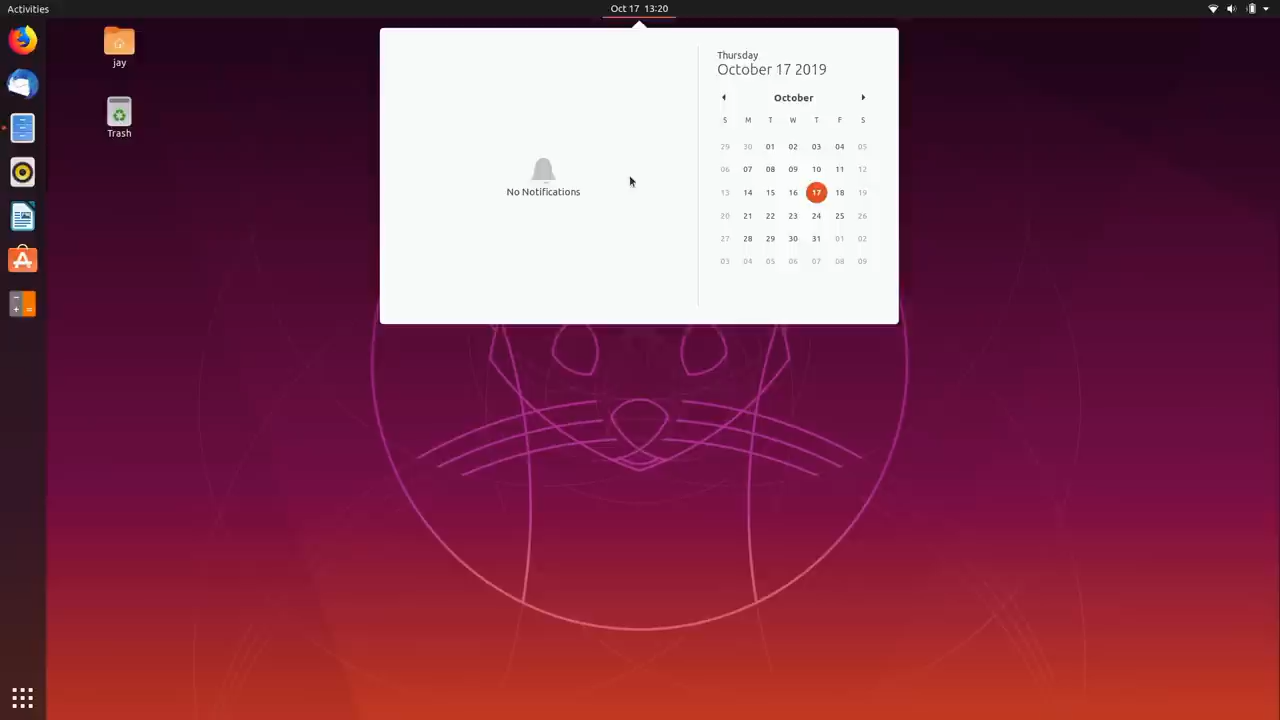 Activities
Oct 17 13:20
jay
Trash
No Notifications
Thursday
October 17 2019
October
S M T W T F S
29 30 01 02 03 04 05
06 07 08 09 10 11 12
13 14 15 16 17 18 19
20 21 22 23 24 25 26
27 28 29 30 31 01 02
03 04 05 06 07 08 09